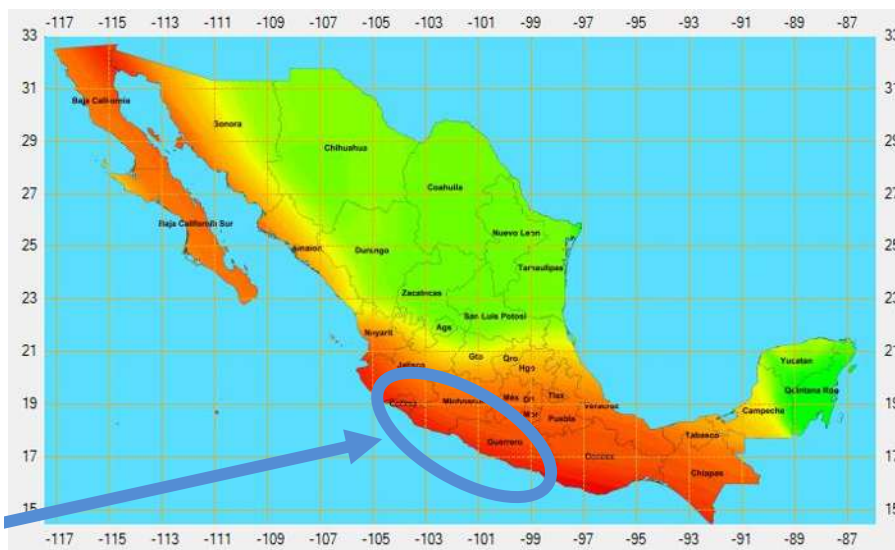 -117 -115 -113 -111 -109 -107 -105 -103 -101 -99 -97 -95 -93 -91 -89 -87
33
31
Baja California
Sonora
29
Chihuahua
27
Coahuila
Baja California Sur
Nuevo Leon
25
Sinaloa
Durango
Tamaulipas
23
Zacatecas
San Luis Potosi
Ags
Nayarit
21
Gto Qro
Yucatan
Jalisco
Hgo
Quintana Roo
19
Michoacan
Mex
Tlax
Veracruz
Campeche
Mor
Puebla
Tabasco
Guerrero
17
Oaxaca
Chiapas
15
-117 -115 -113 -111 -109 -107 -105 -103 -101 -99 -97 -95 -93 -91 -89 -87